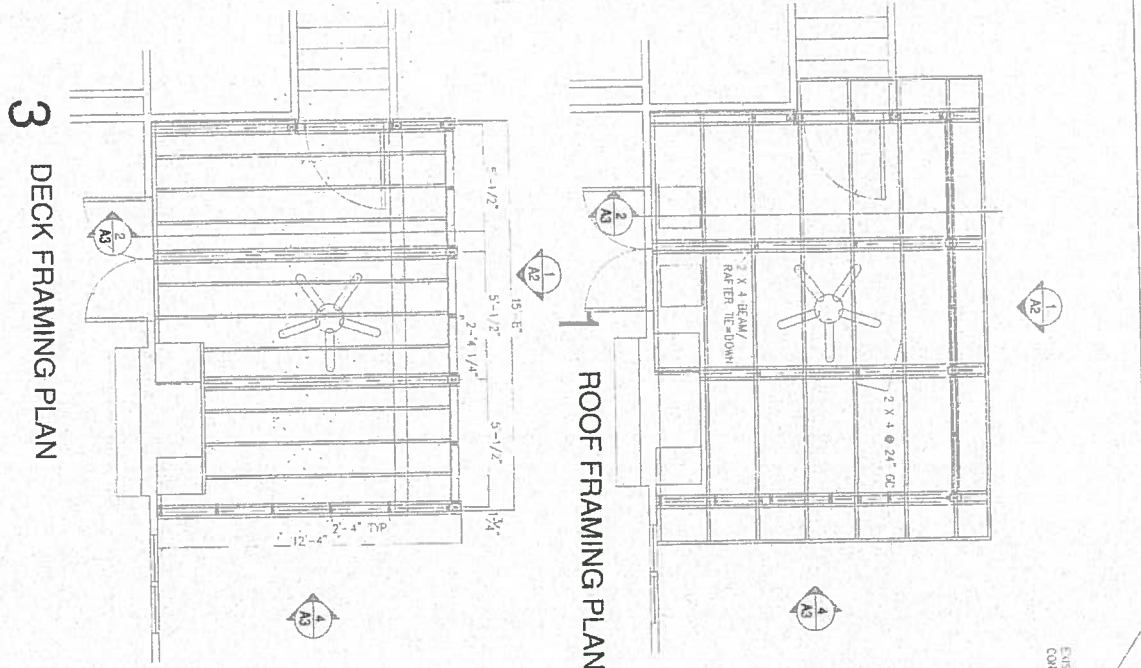 3 DECK FRAMING PLAN
5'-1/2"
5'-1/2"
5'-1/2"
1 3/4"
2'-4 1/4"
2'-4" TYP
12'-4"
2
A3
1
A2
4
A3
1 ROOF FRAMING PLAN
2 X 4 BEAM/
RAFTER TIE=DOWN
2 X 4 @ 24" OC
2
A3
1
A2
4
A3